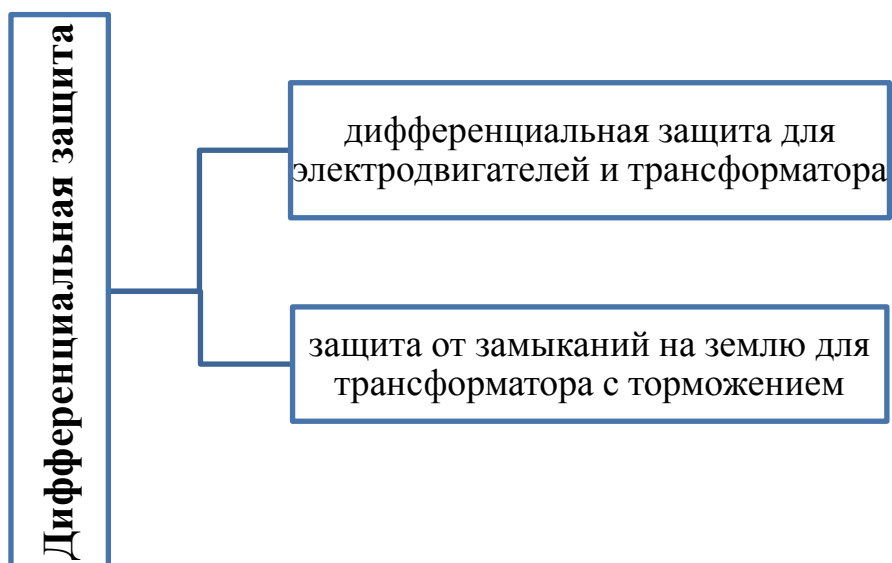 Дифференциальная защита
дифференциальная защита для
электродвигателей и трансформатора
защита от замыканий на землю для
трансформатора с торможением